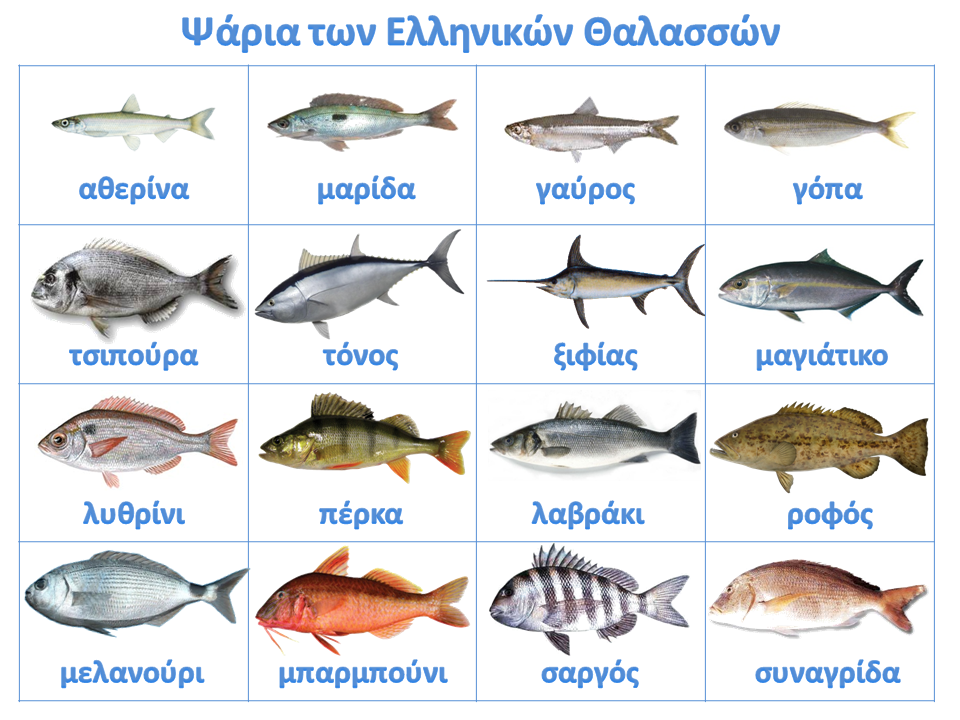 Ψάρια των Ελληνικών Θαλασσών
αθερίνα
μαρίδα
γαύρος
γόπα
τσιπούρα
τόνος
ξιφίας
μαγιάτικο
λυθρίνι
πέρκα
λαβράκι
ροφός
μελανούρι
μπαρμπούνι
σαργός
συναγρίδα